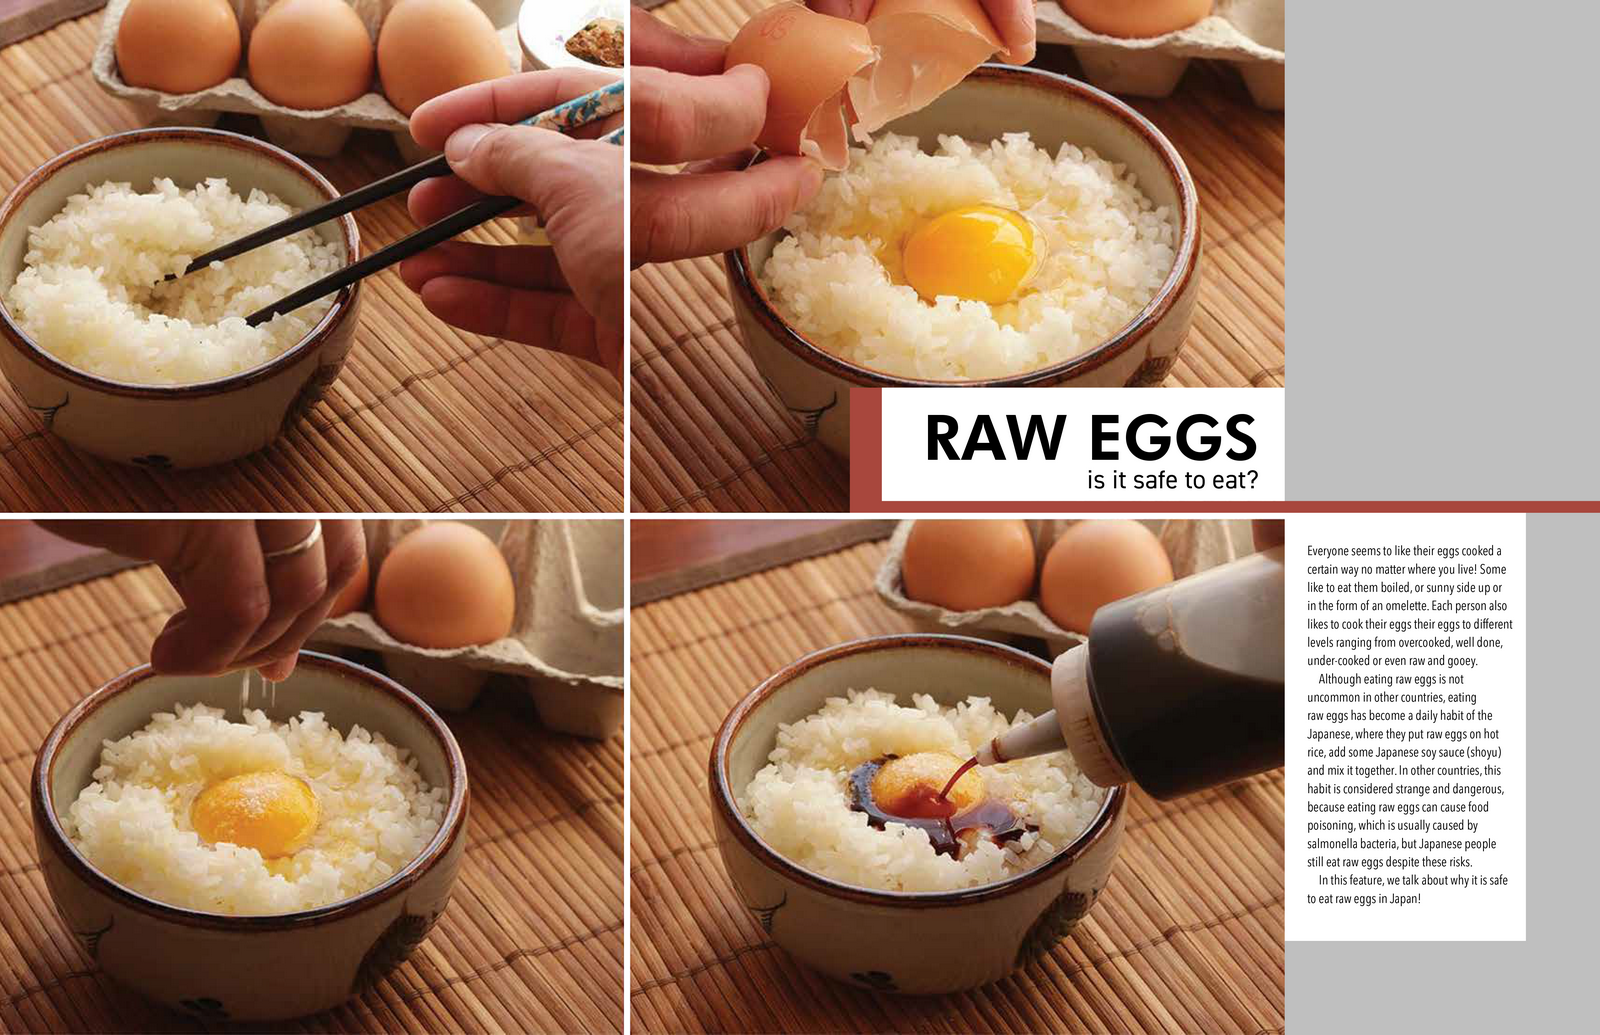 RAW EGGS
is it safe to eat?
Everyone seems to like their eggs cooked a
certain way no matter where you live! Some
like to eat them boiled, or sunny side up or
in the form of an omelette. Each person also
likes to cook their eggs their eggs to different
levels ranging from overcooked, well done,
under-cooked or even raw and gooey.
Although eating raw eggs is not
uncommon in other countries, eating
raw eggs has become a daily habit of the
Japanese, where they put raw eggs on hot
rice, add some Japanese soy sauce (shoyu)
and mix it together. In other countries, this
habit is considered strange and dangerous,
because eating raw eggs can cause food
poisoning, which is usually caused by
salmonella bacteria, but Japanese people
still eat raw eggs despite these risks.
In this feature, we talk about why it is safe
to eat raw eggs in Japan!